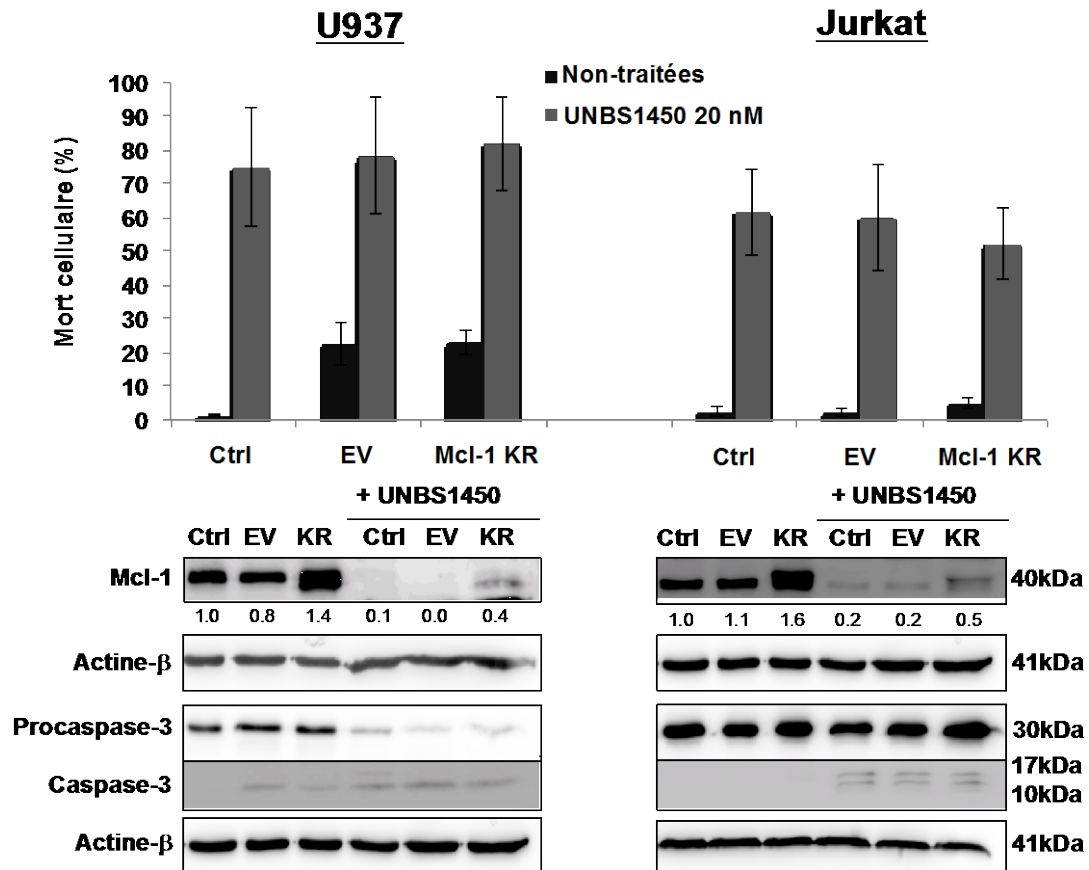 U937 Jurkat
Non-traitées
UNBS1450 20 nM
Mort cellulaire (%)
100
90
80
70
60
50
40
30
20
10
0
Ctrl EV Mcl-1 KR Ctrl EV Mcl-1 KR
+ UNBS1450 + UNBS1450
Ctrl EV KR Ctrl EV KR Ctrl EV KR Ctrl EV KR
Mcl-1 40kDa
1.0 0.8 1.4 0.1 0.0 0.4 1.0 1.1 1.6 0.2 0.2 0.5
Actine-β 41kDa
Procaspase-3 30kDa
17kDa
Caspase-3
10kDa
Actine-β 41kDa